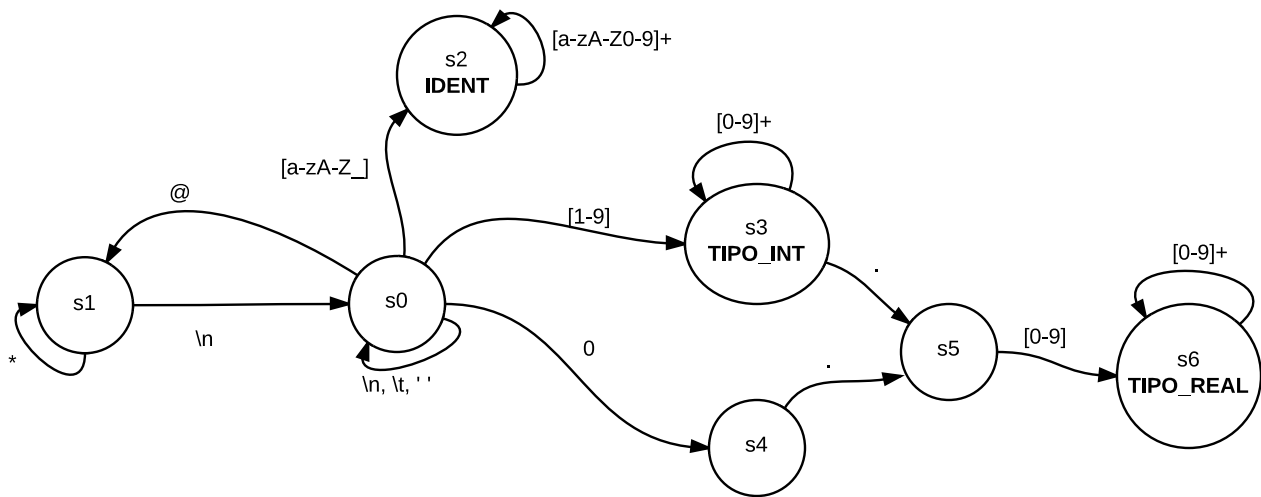 s2
IDENT
[a-zA-Z0-9]+
[a-zA-Z_]
@
[1-9]
[0-9]+
s3
TIPO_INT
.
s1
s0
\n
*
\n, \t, ' '
0
.
s4
s5
[0-9]
[0-9]+
s6
TIPO_REAL